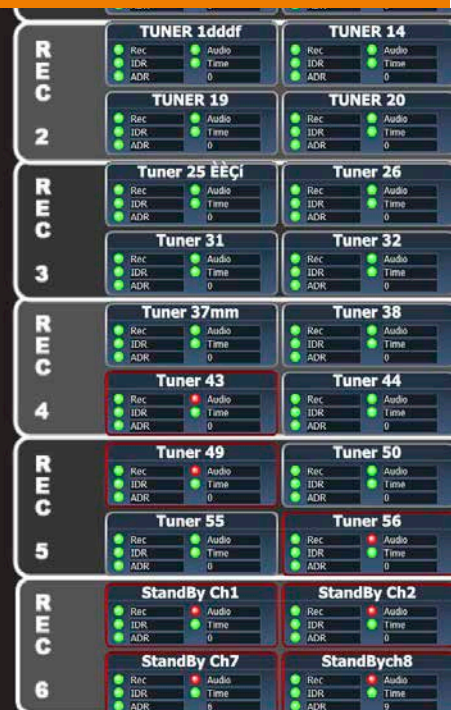 REC
2
TUNER 1dddf
Rec Audio
IDR Time
ADR 0
TUNER 14
Rec Audio
IDR Time
ADR 0
TUNER 19
Rec Audio
IDR Time
ADR 0
TUNER 20
Rec Audio
IDR Time
ADR 0
REC
3
Tuner 25 ÈÈÇí
Rec Audio
IDR Time
ADR 0
Tuner 26
Rec Audio
IDR Time
ADR 0
Tuner 31
Rec Audio
IDR Time
ADR 0
Tuner 32
Rec Audio
IDR Time
ADR 0
REC
4
Tuner 37mm
Rec Audio
IDR Time
ADR 0
Tuner 38
Rec Audio
IDR Time
ADR 0
Tuner 43
Rec Audio
IDR Time
ADR 0
Tuner 44
Rec Audio
IDR Time
ADR 0
REC
5
Tuner 49
Rec Audio
IDR Time
ADR 0
Tuner 50
Rec Audio
IDR Time
ADR 0
Tuner 55
Rec Audio
IDR Time
ADR 0
Tuner 56
Rec Audio
IDR Time
ADR 0
REC
6
StandBy Ch1
Rec Audio
IDR Time
ADR 0
StandBy Ch2
Rec Audio
IDR Time
ADR 0
StandBy Ch7
Rec Audio
IDR Time
ADR 6
StandBych8
Rec Audio
IDR Time
ADR 9